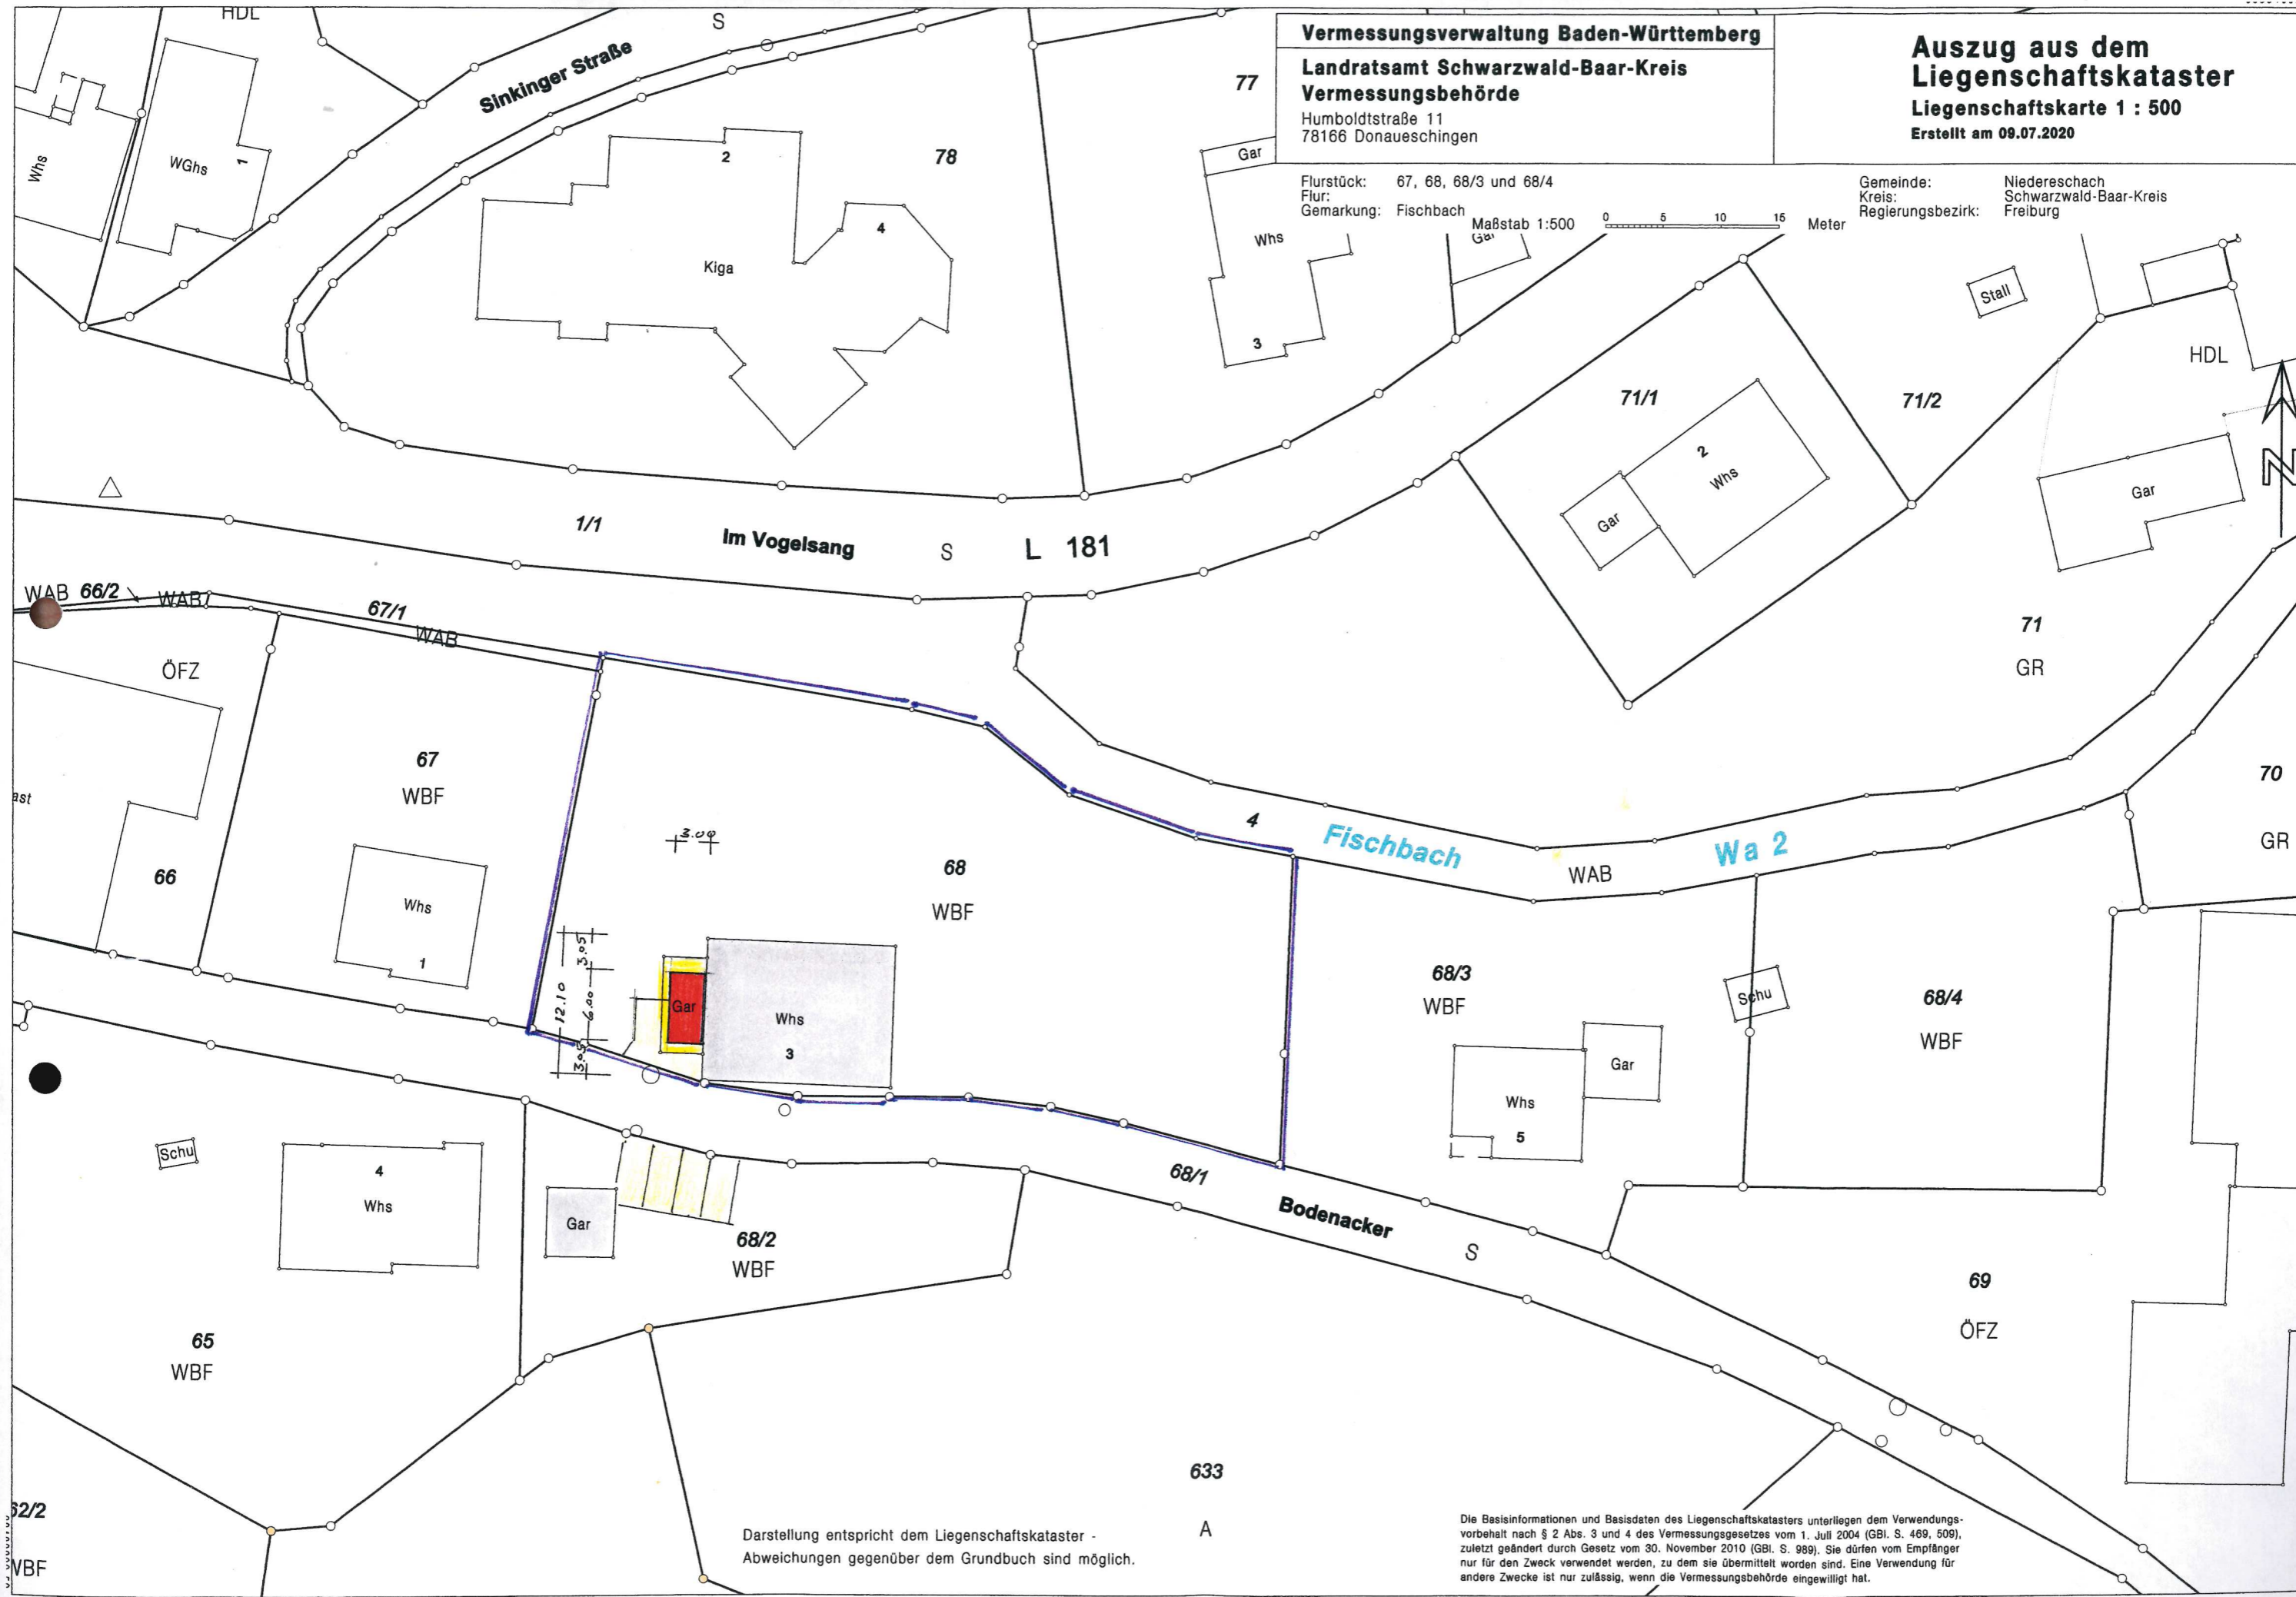 HDL
S
Sinkinger Straße
Whs
WGhs
1
2
4
Kiga
78
77
Vermessungsverwaltung Baden-Württemberg
Landratsamt Schwarzwald-Baar-Kreis
Vermessungsbehörde
Humboldtstraße 11
78166 Donaueschingen
Auszug aus dem
Liegenschaftskataster
Liegenschaftskarte 1 : 500
Erstellt am 09.07.2020
Flurstück: 67, 68, 68/3 und 68/4
Flur:
Gemarkung: Fischbach
Maßstab 1:500
0 5 10 15
Meter
Gemeinde: Niedereschach
Kreis: Schwarzwald-Baar-Kreis
Regierungsbezirk: Freiburg
Gar
Whs
3
Gar
Stall
HDL
71/1
71/2
2
Whs
Gar
Gar
N
1/1
Im Vogelsang
S
L 181
WAB 66/2
WAB
67/1
WAB
ÖFZ
71
GR
67
WBF
70
GR
4
Fischbach
WAB
Wa 2
3.09
68
WBF
66
Whs
1
3.05
12.10
6.00
3.05
Gar
Whs
3
68/3
WBF
Schu
68/4
WBF
Gar
Whs
5
Schu
4
Whs
Gar
68/2
WBF
68/1
Bodenacker
S
69
ÖFZ
65
WBF
633
A
62/2
WBF
Darstellung entspricht dem Liegenschaftskataster -
Abweichungen gegenüber dem Grundbuch sind möglich.
Die Basisinformationen und Basisdaten des Liegenschaftskatasters unterliegen dem Verwendungs-
vorbehalt nach § 2 Abs. 3 und 4 des Vermessungsgesetzes vom 1. Juli 2004 (GBl. S. 469, 509),
zuletzt geändert durch Gesetz vom 30. November 2010 (GBl. S. 989). Sie dürfen vom Empfänger
nur für den Zweck verwendet werden, zu dem sie übermittelt worden sind. Eine Verwendung für
andere Zwecke ist nur zulässig, wenn die Vermessungsbehörde eingewilligt hat.